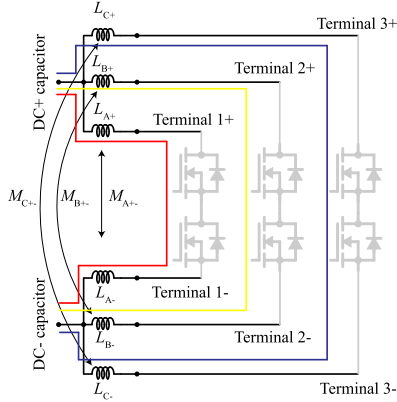 L_C+
Terminal 3+
DC+ capacitor
L_B+
Terminal 2+
L_A+
Terminal 1+
M_C+-
M_B+-
M_A+-
DC- capacitor
L_A-
Terminal 1-
L_B-
Terminal 2-
L_C-
Terminal 3-